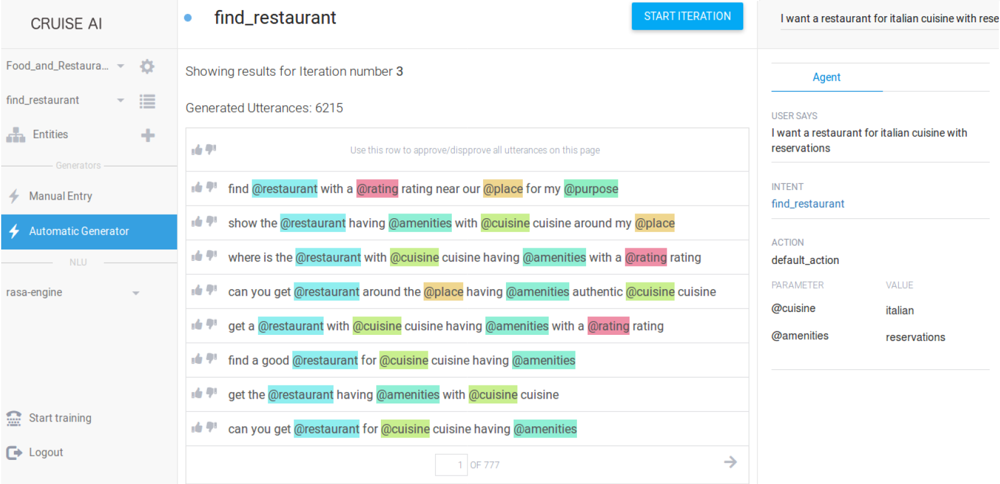 CRUISE AI
Food_and_Restaura...
find_restaurant
Entities
Generators
Manual Entry
Automatic Generator
NLU
rasa-engine
Start training
Logout
find_restaurant
START ITERATION
Showing results for Iteration number 3
Generated Utterances: 6215
Use this row to approve/dispprove all utterances on this page
find @restaurant with a @rating rating near our @place for my @purpose
show the @restaurant having @amenities with @cuisine cuisine around my @place
where is the @restaurant with @cuisine cuisine having @amenities with a @rating rating
can you get @restaurant around the @place having @amenities authentic @cuisine cuisine
get a @restaurant with @cuisine cuisine having @amenities with a @rating rating
find a good @restaurant for @cuisine cuisine having @amenities
get the @restaurant having @amenities with @cuisine cuisine
can you get @restaurant for @cuisine cuisine having @amenities
1 OF 777
I want a restaurant for italian cuisine with rese
Agent
USER SAYS
I want a restaurant for italian cuisine with
reservations
INTENT
find_restaurant
ACTION
default_action
PARAMETER VALUE
@cuisine italian
@amenities reservations